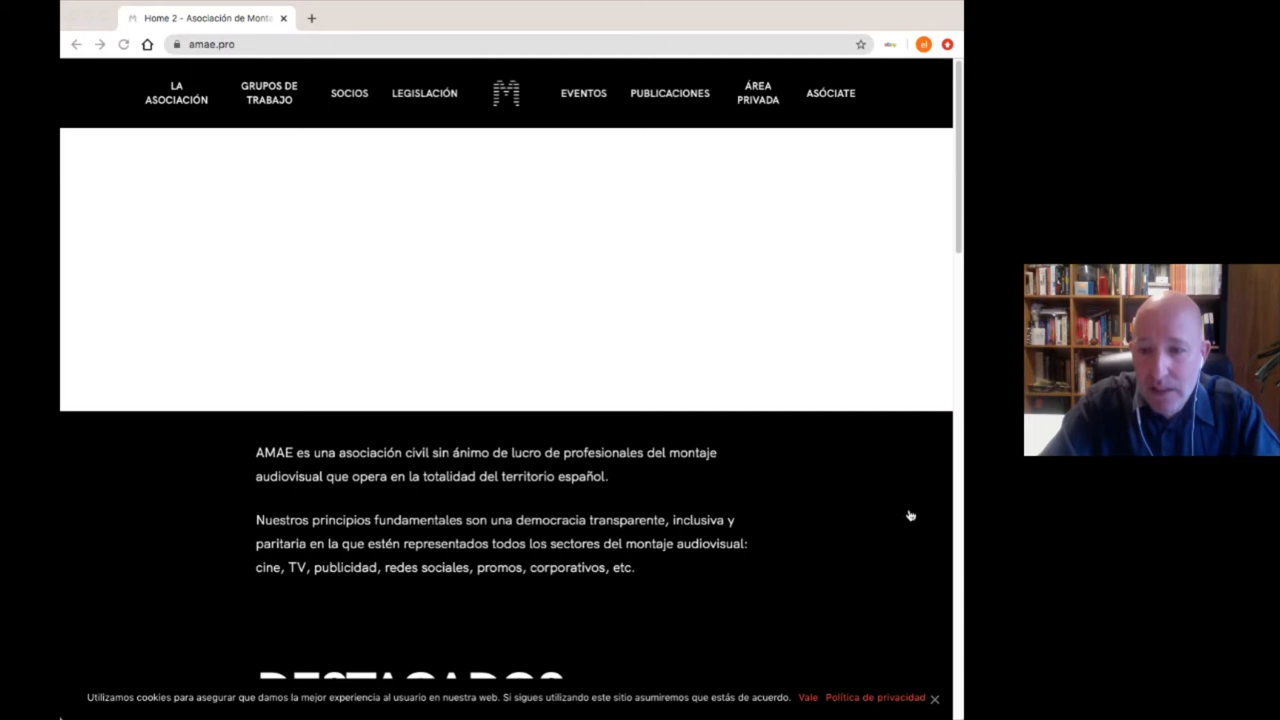 Home 2 - Asociación de Monta
amae.pro
LA
ASOCIACIÓN
GRUPOS DE
TRABAJO
SOCIOS
LEGISLACIÓN
EVENTOS
PUBLICACIONES
ÁREA
PRIVADA
ASÓCIATE
AMAE es una asociación civil sin ánimo de lucro de profesionales del montaje
audiovisual que opera en la totalidad del territorio español.
Nuestros principios fundamentales son una democracia transparente, inclusiva y
paritaria en la que estén representados todos los sectores del montaje audiovisual:
cine, TV, publicidad, redes sociales, promos, corporativos, etc.
DESTACADOS
Utilizamos cookies para asegurar que damos la mejor experiencia al usuario en nuestra web. Si sigues utilizando este sitio asumiremos que estás de acuerdo. Vale Política de privacidad